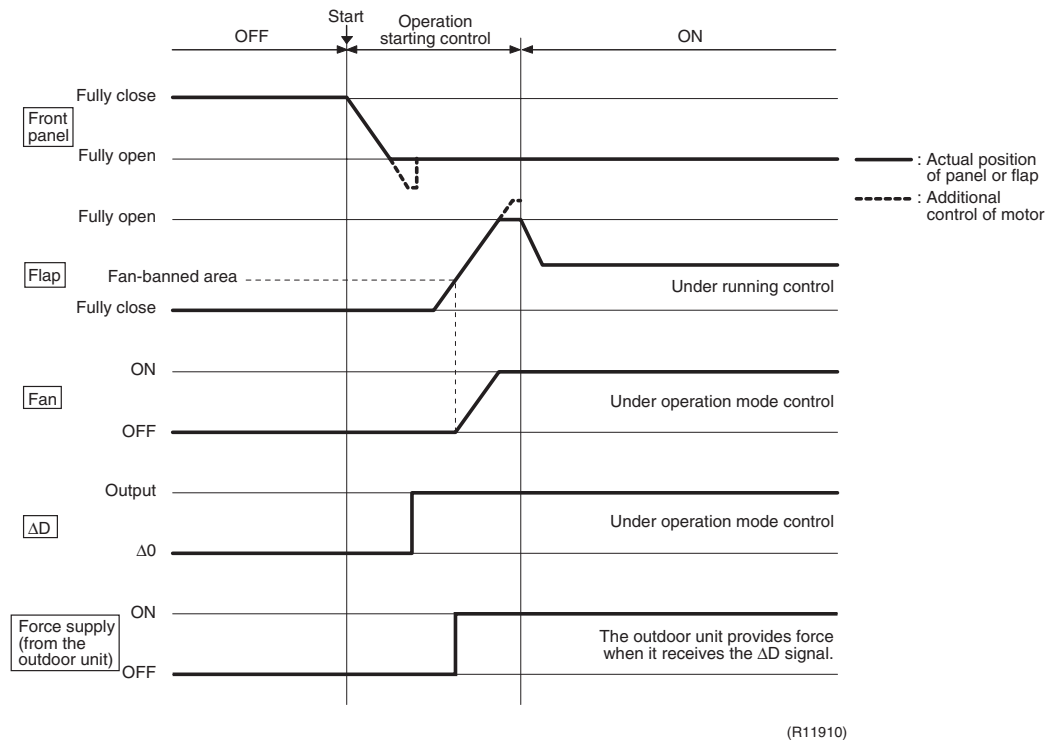 Start
OFF
Operation
starting control
ON
Fully close
Front
panel
Fully open
: Actual position
of panel or flap
: Additional
control of motor
Fully open
Flap
Fan-banned area
Under running control
Fully close
ON
Fan
Under operation mode control
OFF
Output
ΔD
Under operation mode control
Δ0
ON
Force supply
(from the
outdoor unit)
The outdoor unit provides force
when it receives the ΔD signal.
OFF
(R11910)